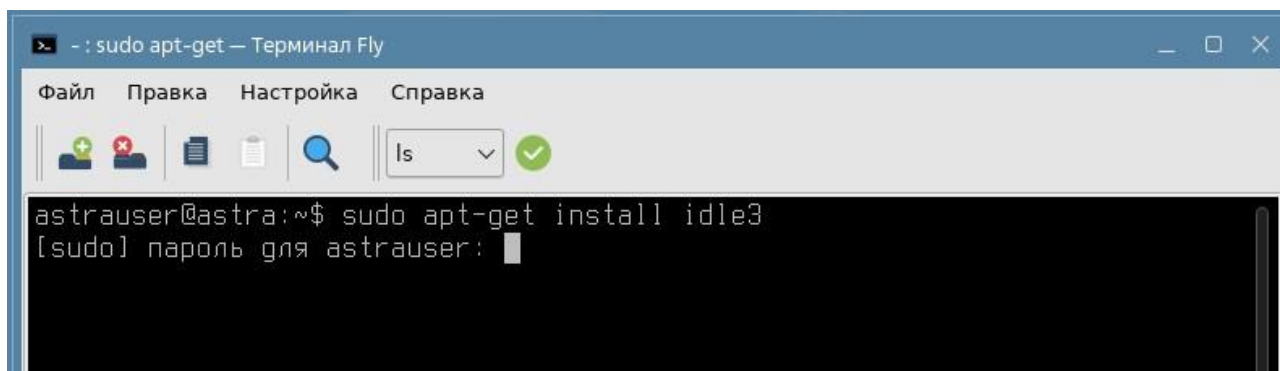 - : sudo apt-get — Терминал Fly
Файл Правка Настройка Справка
ls
astrauser@astra:~$ sudo apt-get install idle3
[sudo] пароль для astrauser: